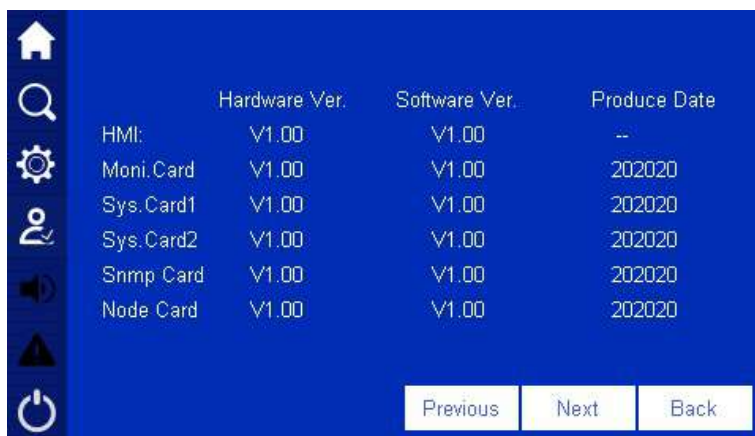 Hardware Ver. Software Ver. Produce Date
HMI: V1.00 V1.00 --
Moni.Card V1.00 V1.00 202020
Sys.Card1 V1.00 V1.00 202020
Sys.Card2 V1.00 V1.00 202020
Snmp Card V1.00 V1.00 202020
Node Card V1.00 V1.00 202020
Previous Next Back